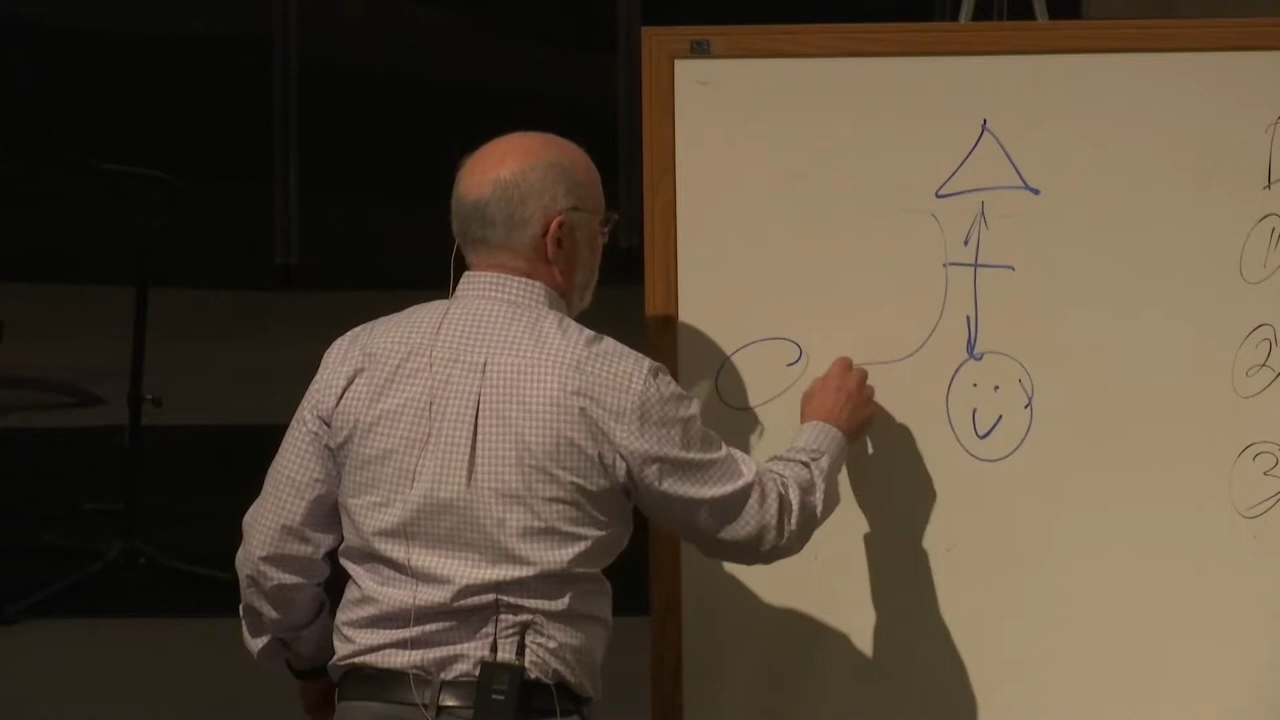 ①
②
③